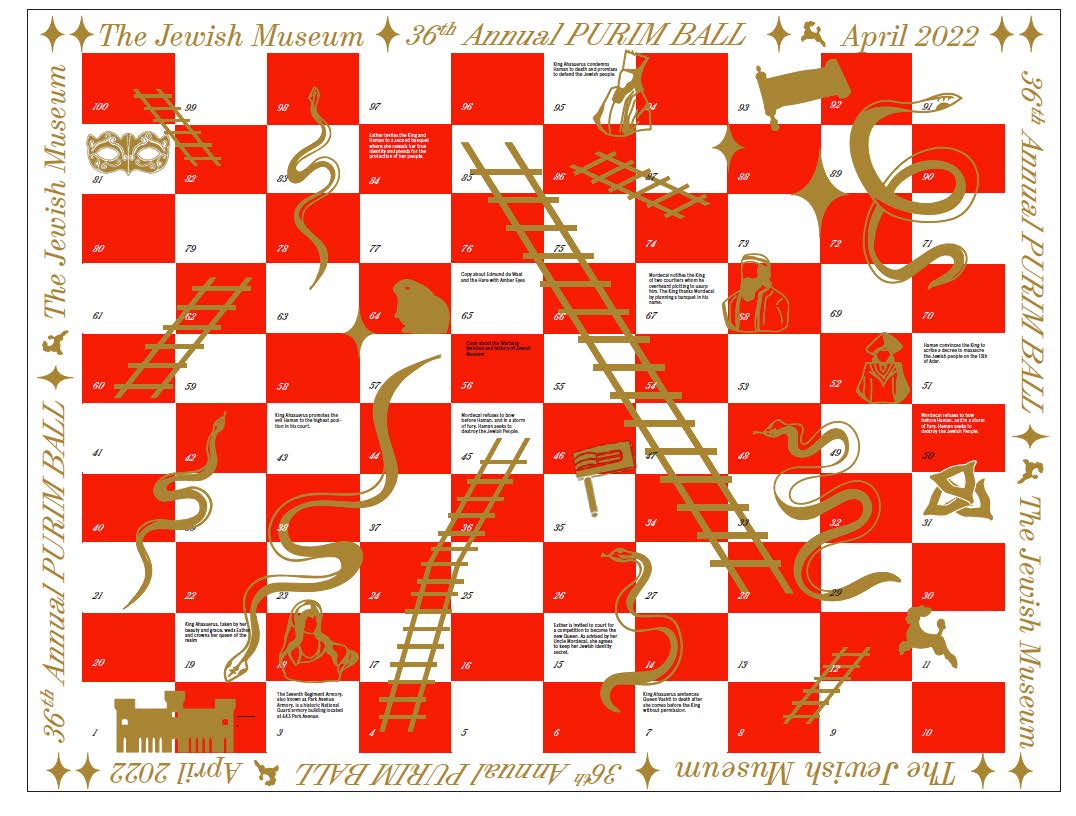 The Jewish Museum 36th Annual PURIM BALL April 2022
36th Annual PURIM BALL The Jewish Museum
The Jewish Museum 36th Annual PURIM BALL
April 2022 36th Annual PURIM BALL The Jewish Museum
King Ahasuerus condemns
Haman to death and promises
to defend the Jewish people.
100 99 98 97 96 95 94 93 92 91
Esther invites the King and
Haman to a second banquet
where she reveals her true
identity and pleads for the
protection of her people.
81 82 83 84 85 86 87 88 89 90
80 79 78 77 76 75 74 73 72 71
Copy about Edmund de Waal
and the Hare with Amber Eyes
Mordecai notifies the King
of two courtiers whom he
overheard plotting to usurp
him. The King thanks Mordecai
by planning a banquet in his
name.
61 62 63 64 65 66 67 68 69 70
Copy about the Warburg
Mansion and history of Jewish
Museum
Haman convinces the King to
scribe a decree to massacre
the Jewish people on the 13th
of Adar.
60 59 58 57 56 55 54 53 52 51
King Ahasuerus promotes the
evil Haman to the highest posi-
tion in his court.
Mordecai refuses to bow
before Haman, and in a storm
of fury, Haman seeks to
destroy the Jewish People.
Mordecai refuses to bow
before Haman, and in a storm
of fury, Haman seeks to
destroy the Jewish People.
41 42 43 44 45 46 47 48 49 50
40 39 38 37 36 35 34 33 32 31
21 22 23 24 25 26 27 28 29 30
King Ahasuerus, taken by her
beauty and grace, weds Esther
and crowns her queen of the
realm
Esther is invited to court for
a competition to become the
new Queen. As advised by her
Uncle Mordecai, she agrees
to keep her Jewish identity
secret.
20 19 18 17 16 15 14 13 12 11
The Seventh Regiment Armory,
also known as Park Avenue
Armory, is a historic National
Guard armory building located
at 643 Park Avenue.
King Ahasuerus sentences
Queen Vashti to death after
she comes before the King
without permission.
1 3 4 5 6 7 8 9 10